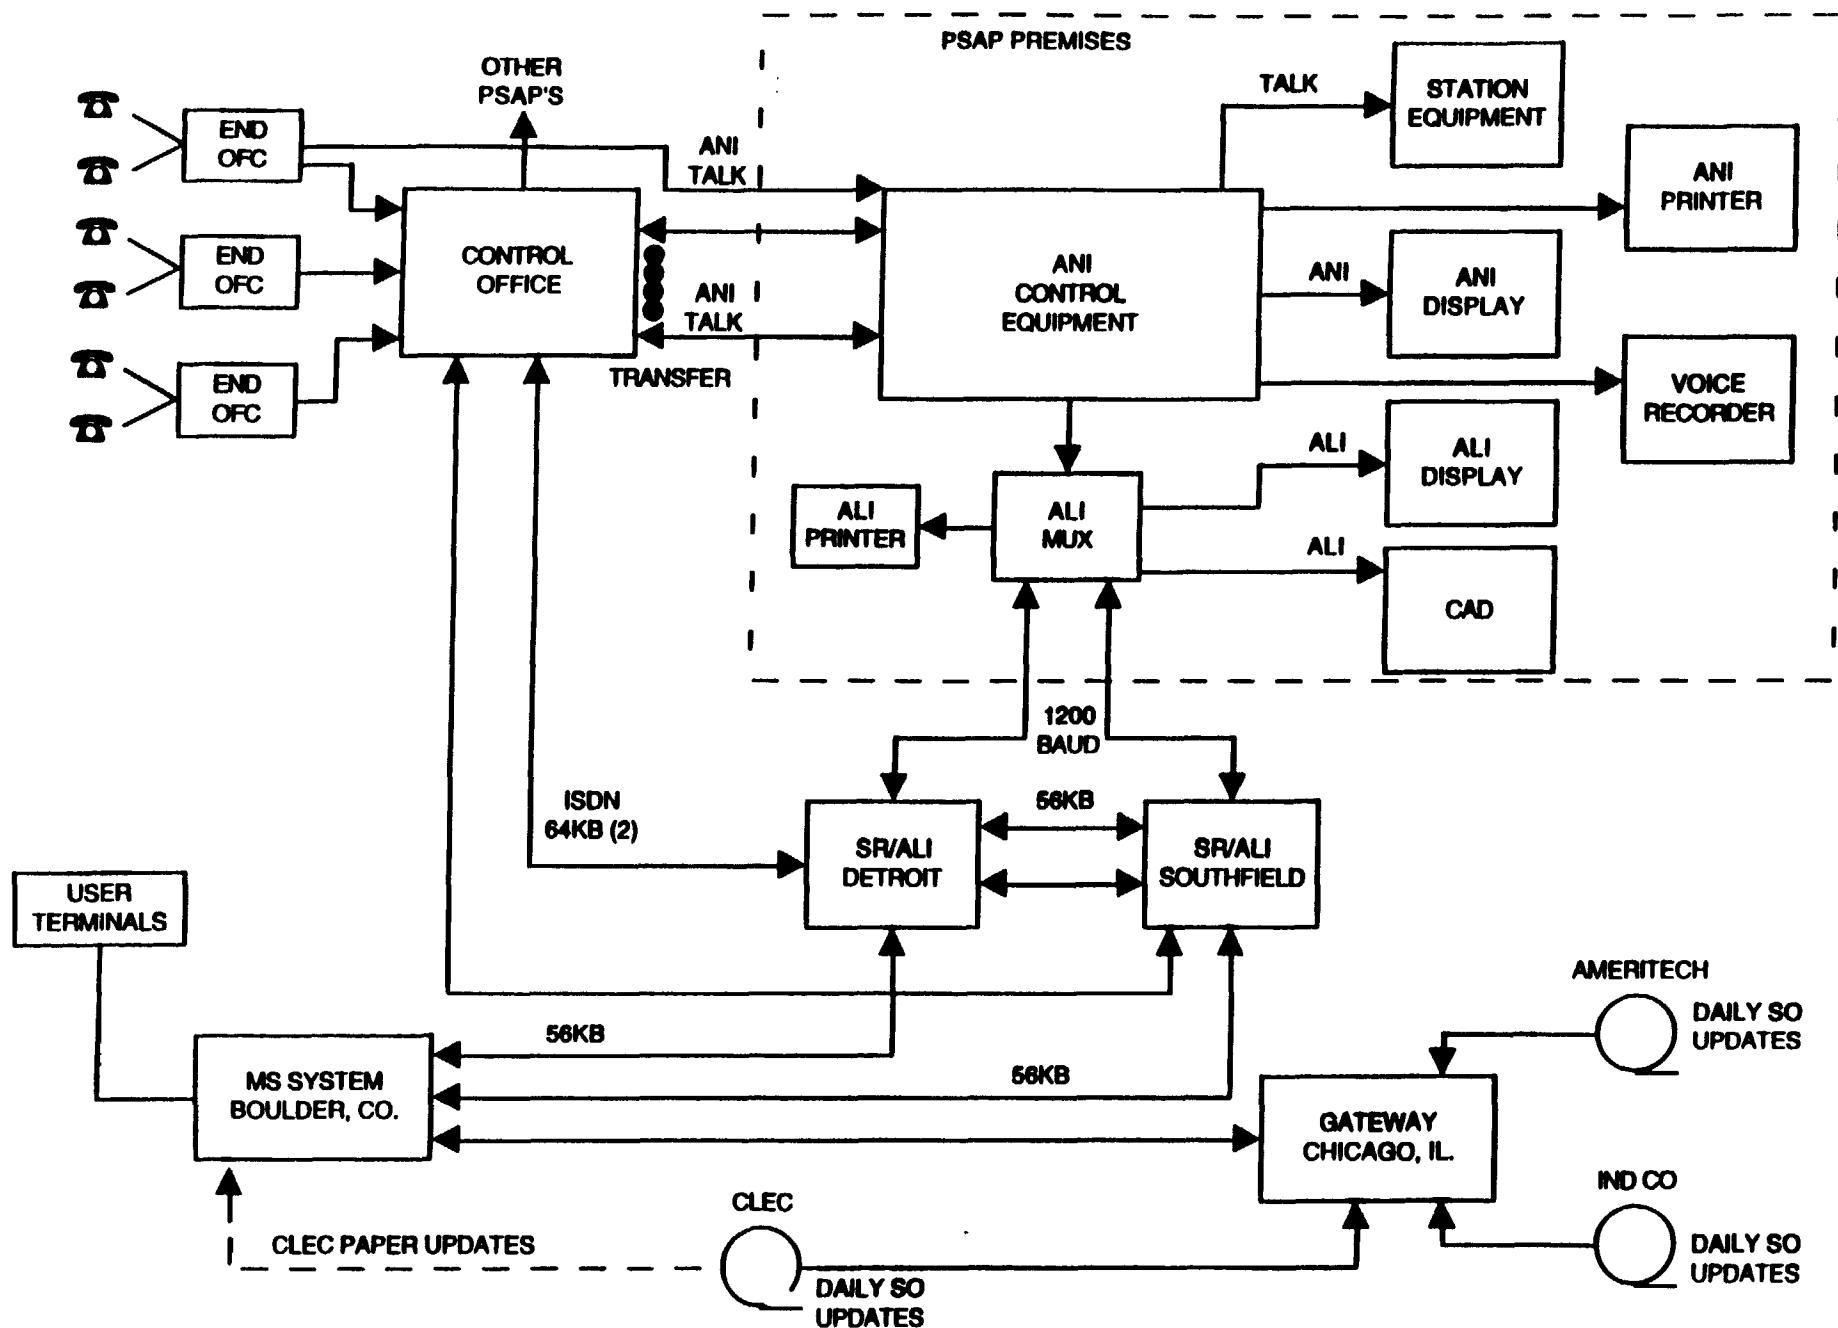 PSAP PREMISES
OTHER
PSAP'S
TALK
STATION
EQUIPMENT
END
OFC
ANI
TALK
ANI
PRINTER
END
OFC
CONTROL
OFFICE
ANI
TALK
ANI
CONTROL
EQUIPMENT
ANI
ANI
DISPLAY
TRANSFER
END
OFC
VOICE
RECORDER
ALI
ALI
DISPLAY
ALI
PRINTER
ALI
MUX
ALI
CAD
1200
BAUD
ISDN
64KB (2)
56KB
SR/ALI
DETROIT
SR/ALI
SOUTHFIELD
USER
TERMINALS
AMERITECH
DAILY SO
UPDATES
56KB
56KB
MS SYSTEM
BOULDER, CO.
GATEWAY
CHICAGO, IL.
IND CO
DAILY SO
UPDATES
CLEC
CLEC PAPER UPDATES
DAILY SO
UPDATES